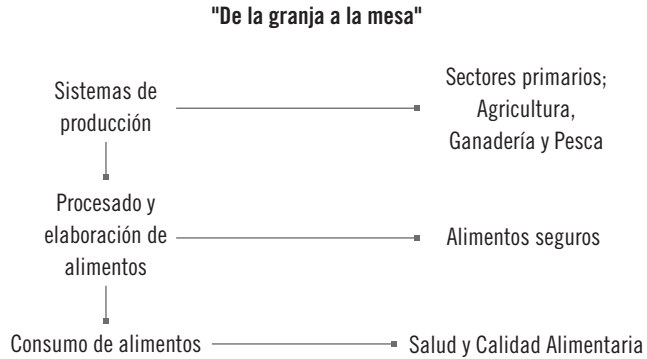 "De la granja a la mesa"
Sistemas de
producción
Sectores primarios;
Agricultura,
Ganadería y Pesca
Procesado y
elaboración de
alimentos
Alimentos seguros
Consumo de alimentos
Salud y Calidad Alimentaria